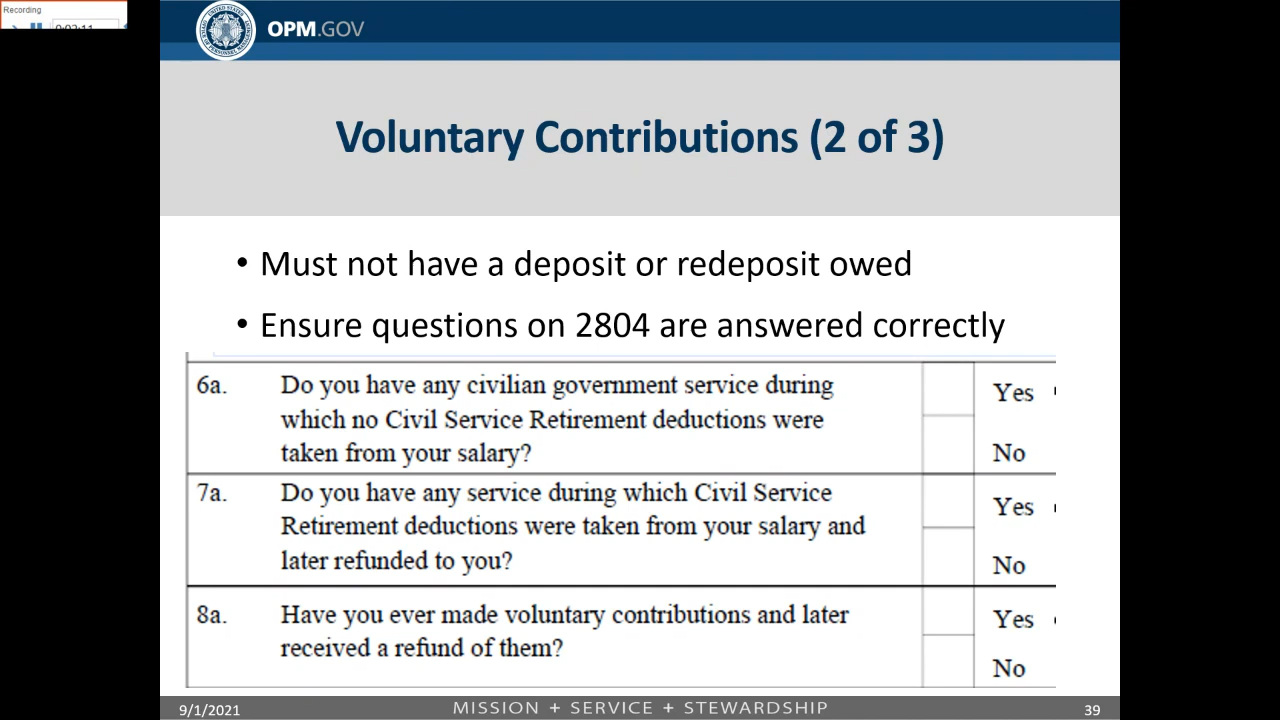 Recording
0:02:11
OPM.GOV
Voluntary Contributions (2 of 3)
• Must not have a deposit or redeposit owed
• Ensure questions on 2804 are answered correctly
6a. Do you have any civilian government service during
which no Civil Service Retirement deductions were
taken from your salary?
Yes
No
7a. Do you have any service during which Civil Service
Retirement deductions were taken from your salary and
later refunded to you?
Yes
No
8a. Have you ever made voluntary contributions and later
received a refund of them?
Yes
No
9/1/2021
MISSION + SERVICE + STEWARDSHIP
39